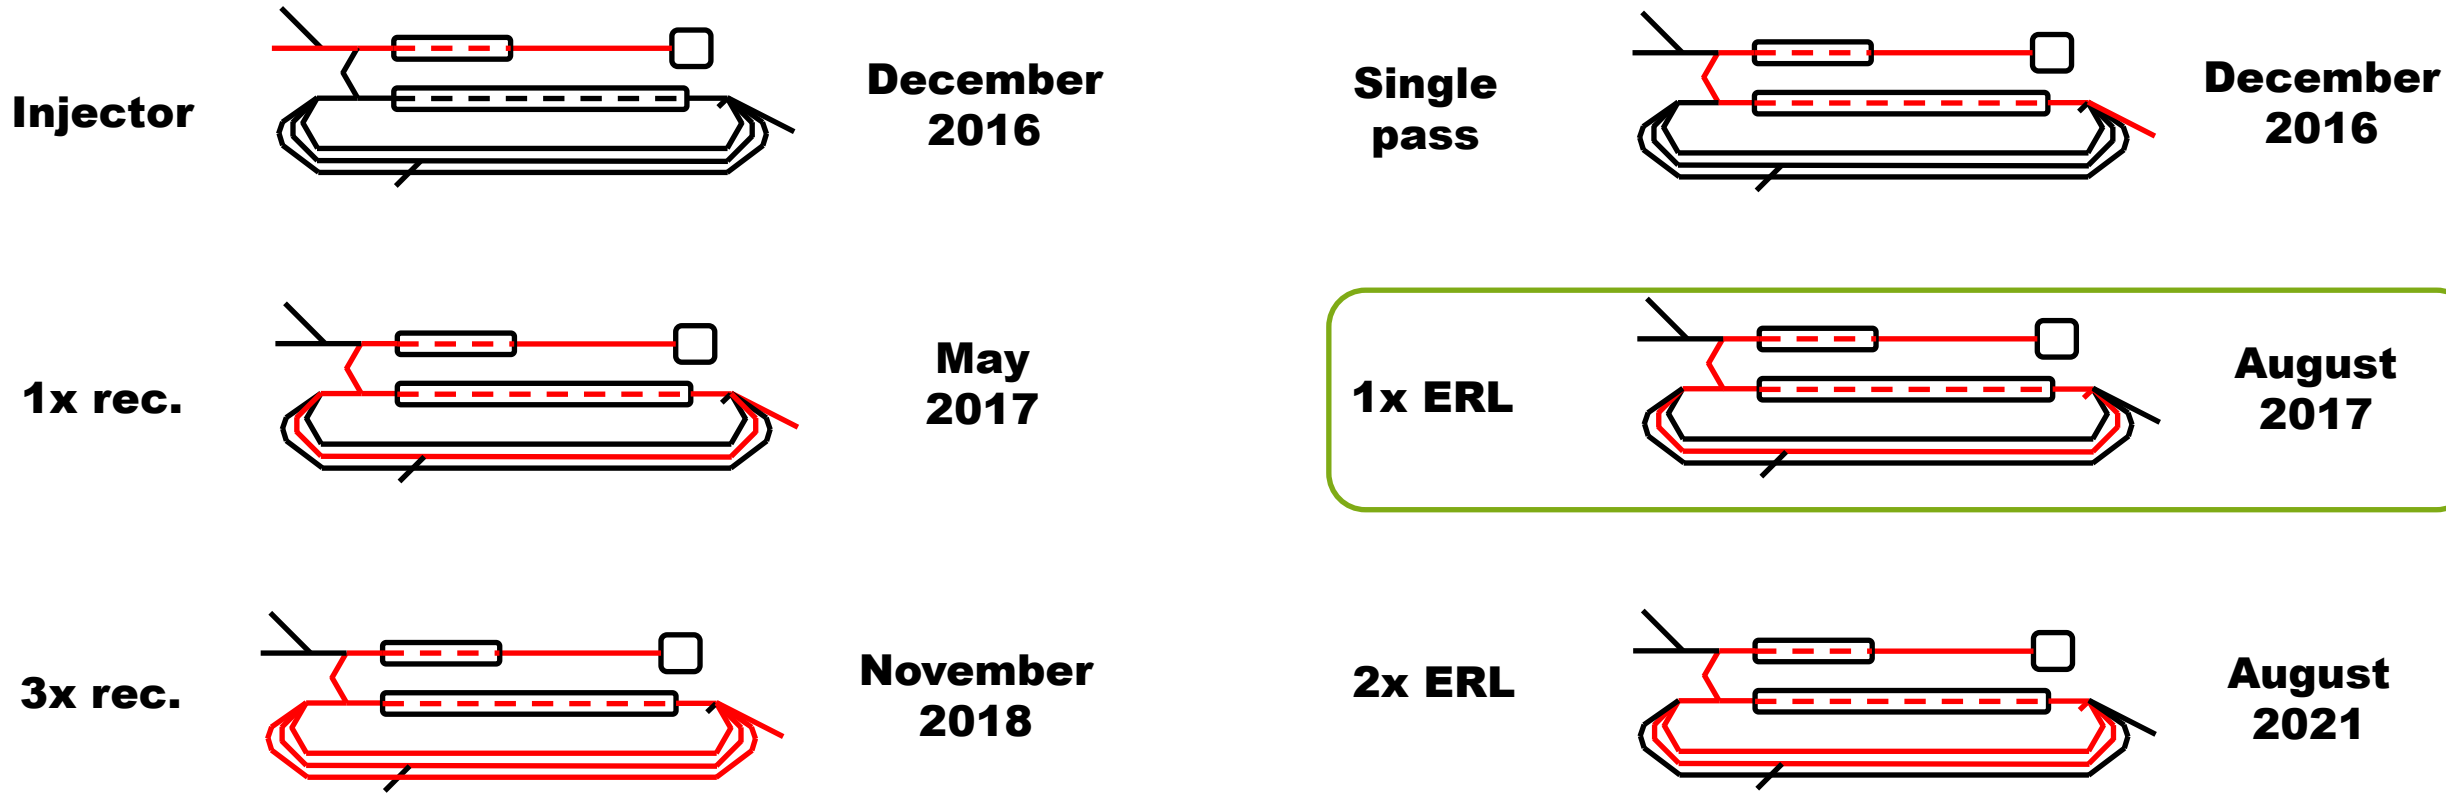 Injector
December
2016
Single
pass
December
2016
1x rec.
May
2017
1x ERL
August
2017
3x rec.
November
2018
2x ERL
August
2021